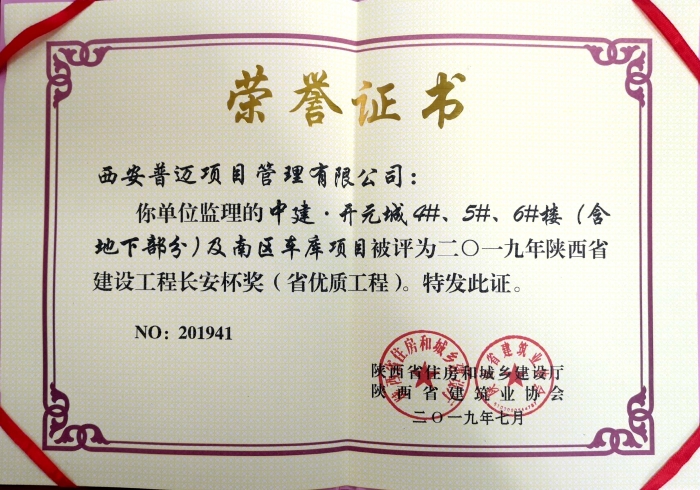 荣誉证书
西安普迈项目管理有限公司：
你单位监理的中建·开元城4#、5#、6#楼（含
地下部分）及南区车库项目被评为二〇一九年陕西省
建设工程长安杯奖（省优质工程）。特发此证。
NO: 201941
陕西省住房和城乡建设厅
陕西省建筑业协会
二〇一九年七月